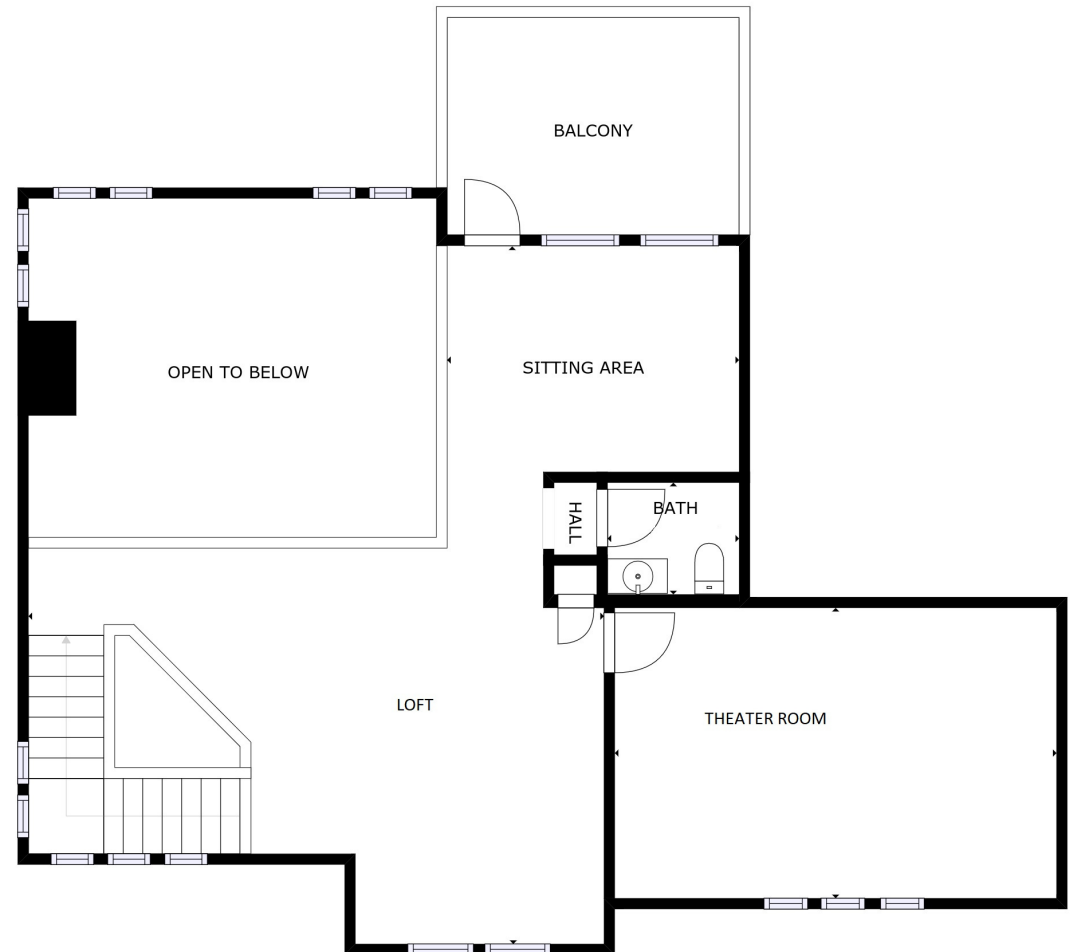 BALCONY
OPEN TO BELOW
SITTING AREA
HALL
BATH
LOFT
THEATER ROOM